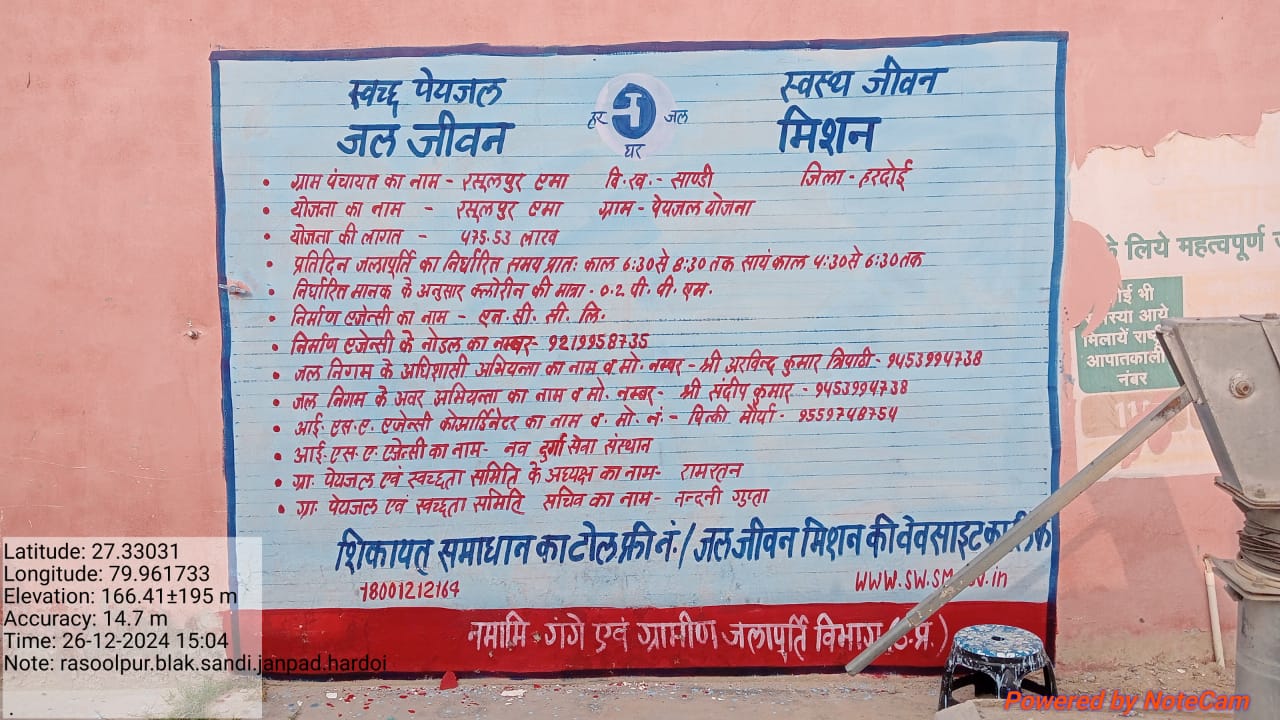 स्वच्छ पेयजल
स्वस्थ जीवन
जल जीवन
मिशन
हर जल
घर
• ग्राम पंचायत का नाम - रसूलपुर एमा वि.ख.- साण्डी जिला - हरदोई
• योजना का नाम - रसूलपुर एमा ग्राम - पेयजल योजना
• योजना की लागत - ५75.53 लाख
• प्रतिदिन जलापूर्ति का निर्धारित समय प्रातः काल 6:30 से 8:30 तक सायं काल 4:30 से 6:30 तक
• निर्धारित मानक के अनुसार क्लोरीन की मात्रा - 0.2 पी. पी. एम.
• निर्माण एजेन्सी का नाम - एन. सी. सी. लि.
• निर्माण एजेन्सी के नोडल का नम्बर- 9219958735
• जल निगम के अधिशासी अभियन्ता का नाम व मो. नम्बर - श्री अरविन्द कुमार त्रिपाठी - 9453994738
• जल निगम के अवर अभियन्ता का नाम व मो. नम्बर- श्री संदीप कुमार - 9453994738
• आई. एस. ए. एजेन्सी कोआर्डिनेटर का नाम व. मो. नं. - पिन्की मौर्या- 9559748754
• आई. एस. ए. एजेन्सी का नाम- नव दुर्गा सेवा संस्थान
• ग्रा. पेयजल एवं स्वच्छता समिति के अध्यक्ष का नाम- रामरतन
• ग्रा. पेयजल एवं स्वच्छता समिति सचिव का नाम- नन्दनी गुप्ता
शिकायत समाधान का टोल फ्री नं./जल जीवन मिशन की वेवसाइट का लिंक
18001212164
www.sw.sm
.in
नमामि गंगे एवं ग्रामीण जलापूर्ति विभाग (उ.प्र.)
के लिये महत्वपूर्ण
ई भी
स्या आये
मिलायें
आपातकाली
नंबर
Latitude: 27.33031
Longitude: 79.961733
Elevation: 166.41±195 m
Accuracy: 14.7 m
Time: 26-12-2024 15:04
Note: rasoolpur.blak.sandi.janpad.hardoi
Powered by NoteCam